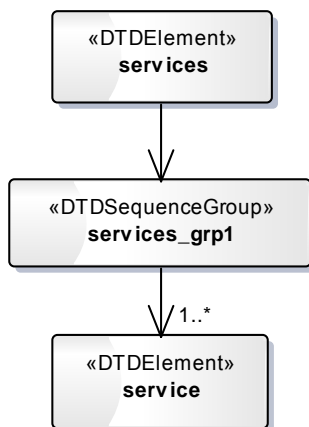 «DTDElement»
services
«DTDSequenceGroup»
services_grp1
1..*
«DTDElement»
service